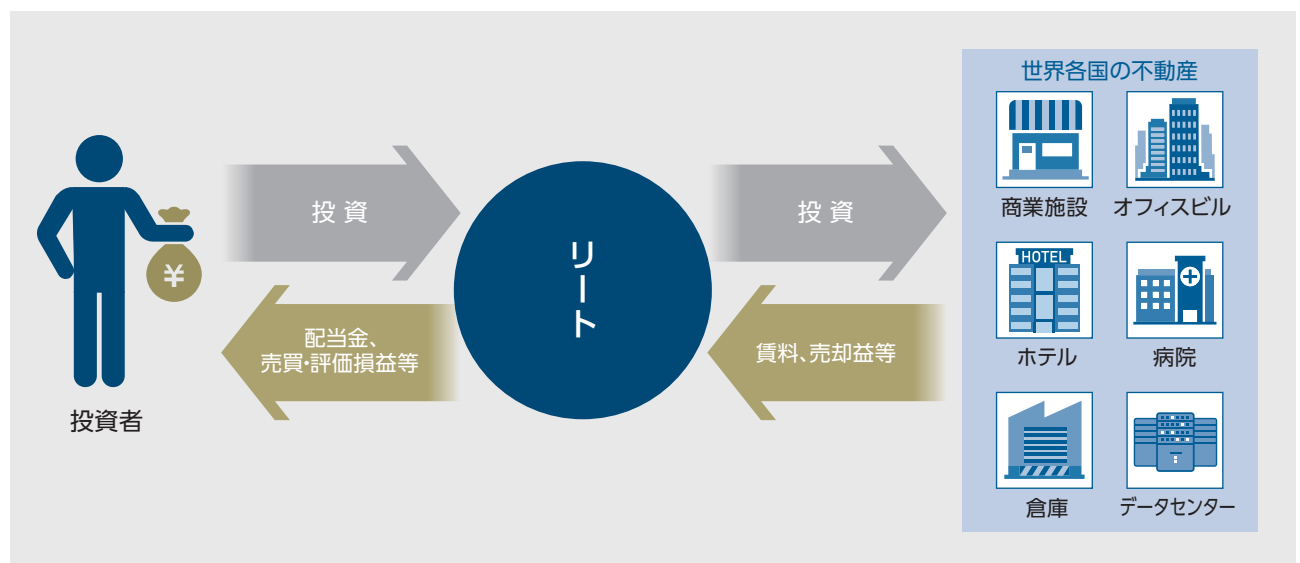 世界各国の不動産
商業施設
オフィスビル
HOTEL
ホテル
病院
倉庫
データセンター
投資
投資
リート
¥
配当金、
売買・評価損益等
賃料、売却益等
投資者